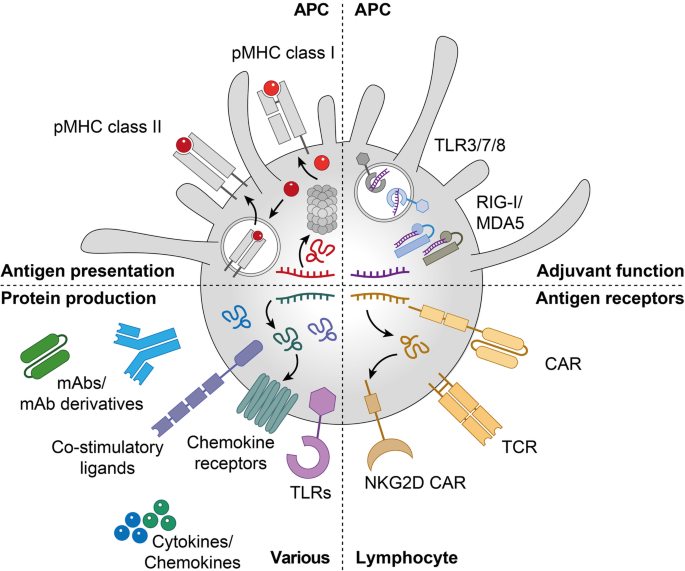 APC
APC
pMHC class I
pMHC class II
TLR3/7/8
RIG-I/
MDA5
Antigen presentation
Adjuvant function
Protein production
Antigen receptors
mAbs/
mAb derivatives
CAR
Co-stimulatory
ligands
Chemokine
receptors
TCR
TLRs
NKG2D CAR
Cytokines/
Chemokines
Various
Lymphocyte